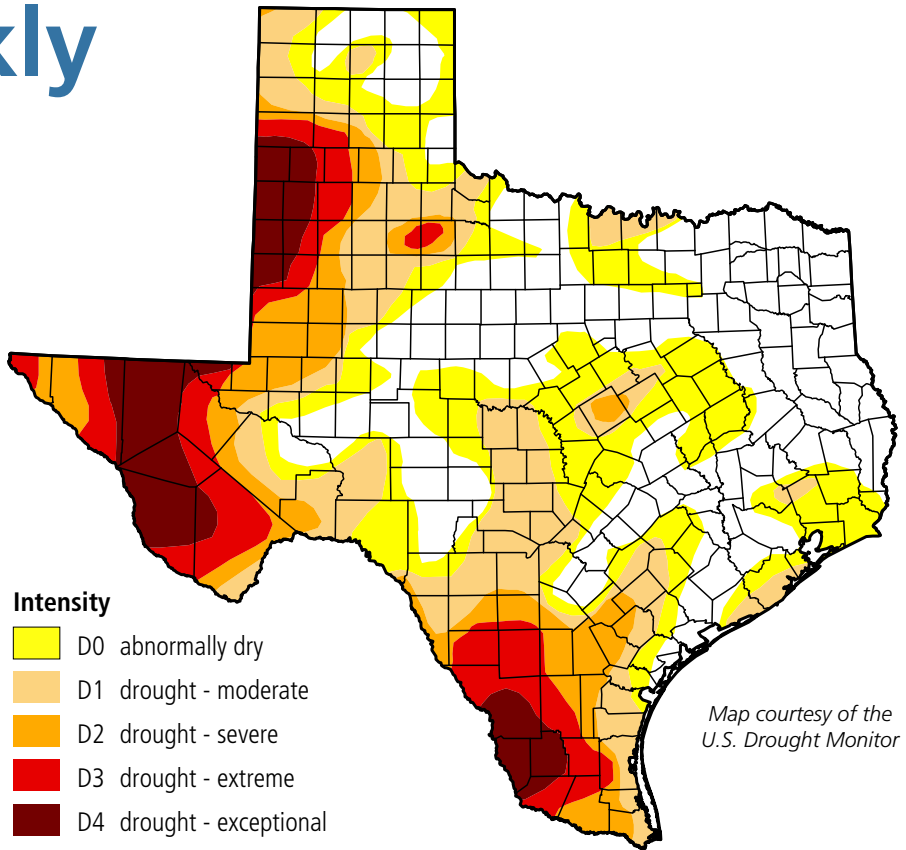 kly
Intensity
D0 abnormally dry
D1 drought - moderate
D2 drought - severe
D3 drought - extreme
D4 drought - exceptional
Map courtesy of the
U.S. Drought Monitor